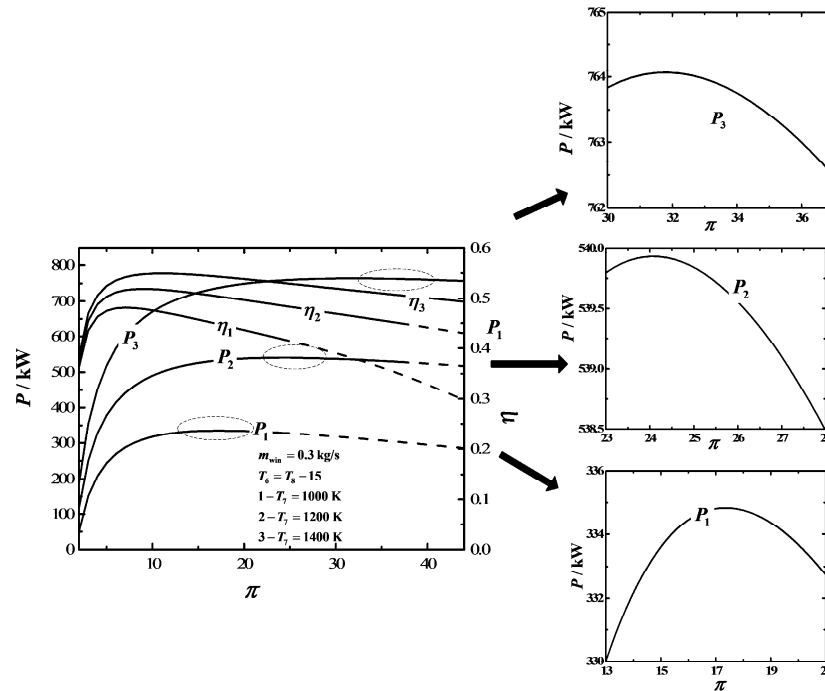 800
700
600
500
400
300
200
100
0
P / kW
10
20
30
40
π
0.6
0.5
0.4
0.3
0.2
0.1
0.0
η
P₁
η₃
η₂
η₁
P₃
P₂
P₁
m_win = 0.3 kg/s
T₆ = T₈ − 15
1 − T₇ = 1000 K
2 − T₇ = 1200 K
3 − T₇ = 1400 K
765
764
763
762
P / kW
P₃
30
32
34
36
π
540.0
539.5
539.0
538.5
P / kW
P₂
23
24
25
26
27
π
336
334
332
330
P / kW
P₁
13
15
17
19
π